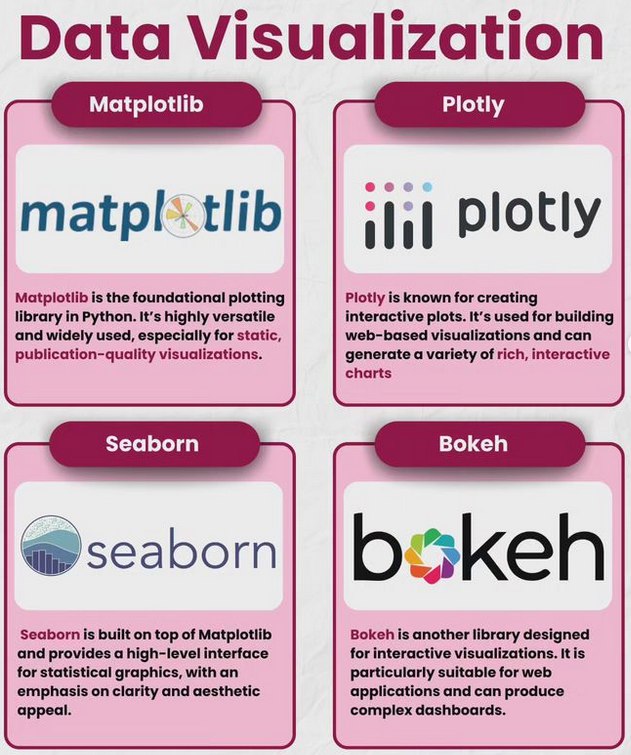 Data Visualization
Matplotlib
matplotlib
Matplotlib is the foundational plotting
library in Python. It's highly versatile
and widely used, especially for static,
publication-quality visualizations.
Plotly
plotly
Plotly is known for creating
interactive plots. It's used for building
web-based visualizations and can
generate a variety of rich, interactive
charts
Seaborn
seaborn
Seaborn is built on top of Matplotlib
and provides a high-level interface
for statistical graphics, with an
emphasis on clarity and aesthetic
appeal.
Bokeh
bokeh
Bokeh is another library designed
for interactive visualizations. It is
particularly suitable for web
applications and can produce
complex dashboards.